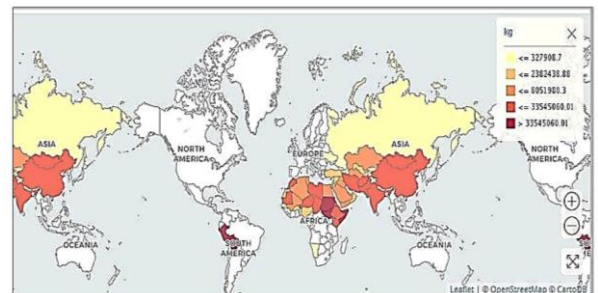 kg
<= 327908.7
<= 2382438.88
<= 8051980.3
<= 33545060.01
> 33545060.01
ASIA
NORTH
AMERICA
EUROPE
ASIA
NORTH
AMERICA
AFRICA
OCEANIA
SOUTH
AMERICA
OCEANIA
Leaflet | © OpenStreetMap © CartoDB